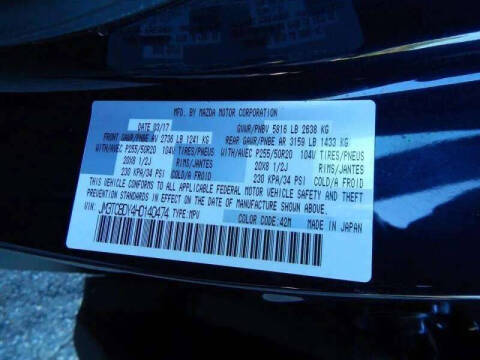 MFD. BY MAZDA MOTOR CORPORATION
DATE 03/17 GVWR/PNBV 5816 LB 2638 KG
FRONT GAWR/PNBE AV 2736 LB 1241 KG REAR GAWR/PNBE AR 3159 LB 1433 KG
WITH/AVEC P255/50R20 104V TIRES/PNEUS WITH/AVEC P255/50R20 104V TIRES/PNEUS
20X8 1/2J RIMS/JANTES 20X8 1/2J RIMS/JANTES
230 KPA/34 PSI COLD/A FROID 230 KPA/34 PSI COLD/A FROID
THIS VEHICLE CONFORMS TO ALL APPLICABLE FEDERAL MOTOR VEHICLE SAFETY AND THEFT
PREVENTION STANDARDS IN EFFECT ON THE DATE OF MANUFACTURE SHOWN ABOVE.
JM3TCBDY4H0140474 TYPE:MPV COLOR CODE:42M MADE IN JAPAN